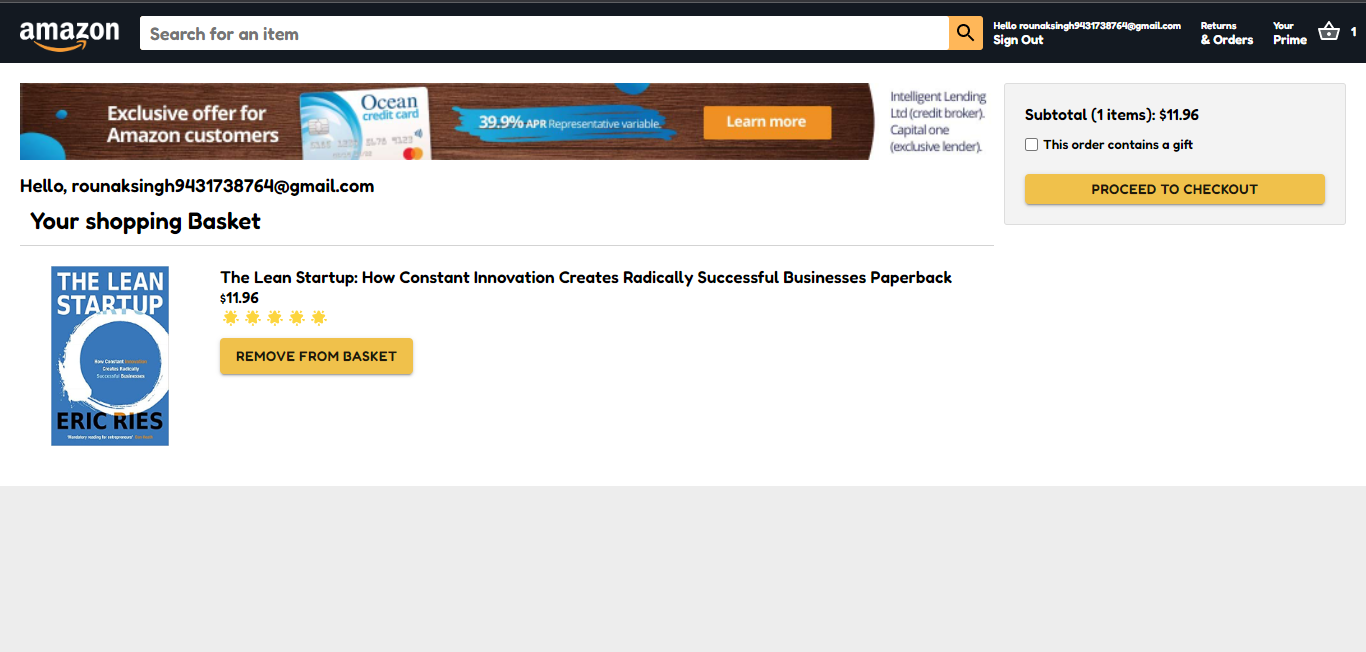 amazon
Search for an item
Hello rounaksingh9431738764@gmail.com
Sign Out
Returns
& Orders
Your
Prime
1
Exclusive offer for
Amazon customers
Ocean
credit card
39.9% APR Representative variable.
Learn more
Intelligent Lending
Ltd (credit broker).
Capital one
(exclusive lender).
Subtotal (1 items): $11.96
This order contains a gift
PROCEED TO CHECKOUT
Hello, rounaksingh9431738764@gmail.com
Your shopping Basket
THE LEAN
STARTUP
How Constant Innovation
Creates Radically
Successful Businesses
ERIC RIES
'Mandatory reading for entrepreneurs'
The Lean Startup: How Constant Innovation Creates Radically Successful Businesses Paperback
$11.96
REMOVE FROM BASKET